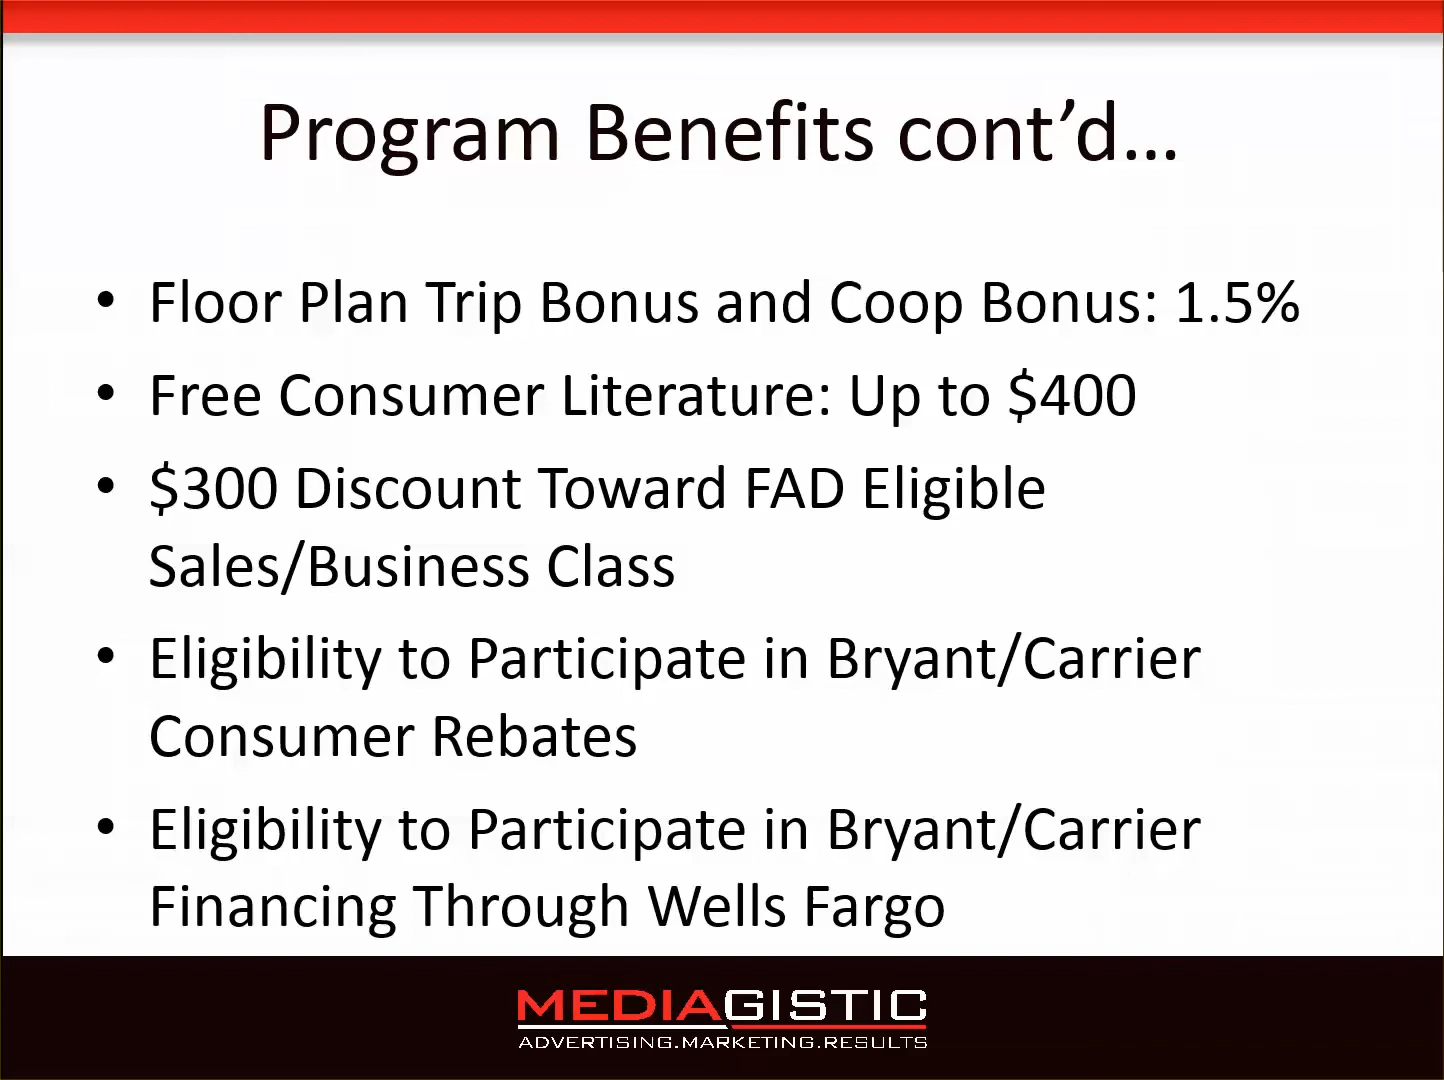 Program Benefits cont’d…
• Floor Plan Trip Bonus and Coop Bonus: 1.5%
• Free Consumer Literature: Up to $400
• $300 Discount Toward FAD Eligible
Sales/Business Class
• Eligibility to Participate in Bryant/Carrier
Consumer Rebates
• Eligibility to Participate in Bryant/Carrier
Financing Through Wells Fargo
MEDIAGISTIC
ADVERTISING.MARKETING.RESULTS